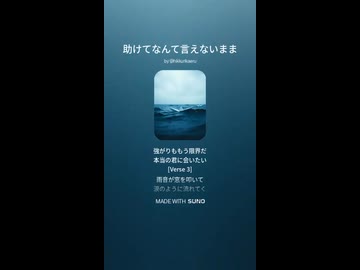 助けてなんて言えないまま
強がりももう限界だ
本当の君に会いたい
[Verse 3]
雨音が窓を叩いて
涙のように流れてく
MADE WITH SUNO